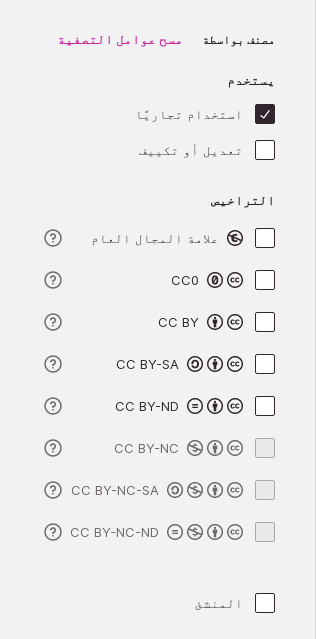 مصنف بواسطة مسح عوامل التصفية
يستخدم
استخدام تجاريًا
تعديل أو تكييف
التراخيص
علامة المجال العام
CC0
CC BY
CC BY-SA
CC BY-ND
CC BY-NC
CC BY-NC-SA
CC BY-NC-ND
المنشئ